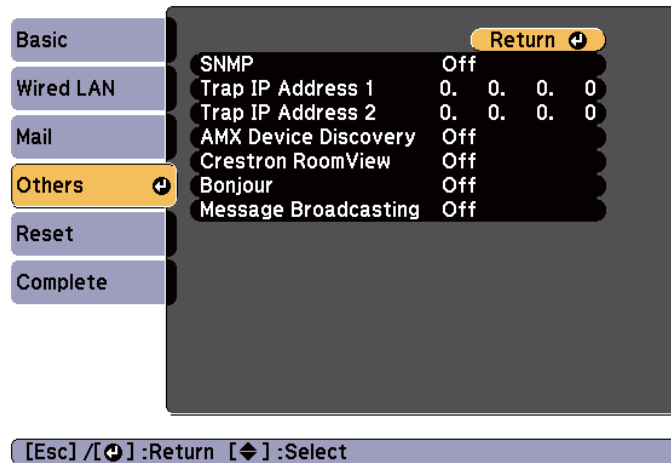 Basic
Wired LAN
Mail
Others
Reset
Complete
Return
SNMP Off
Trap IP Address 1 0. 0. 0. 0
Trap IP Address 2 0. 0. 0. 0
AMX Device Discovery Off
Crestron RoomView Off
Bonjour Off
Message Broadcasting Off
[Esc] /[⏎] :Return [◆] :Select